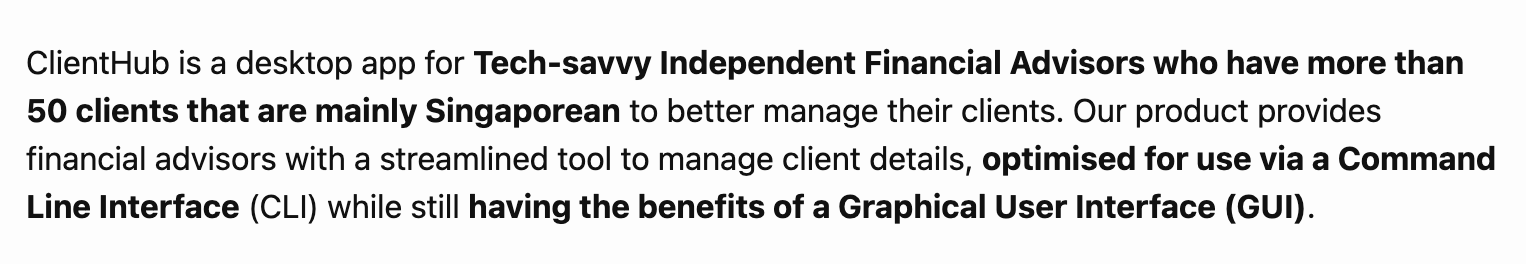 ClientHub is a desktop app for Tech-savvy Independent Financial Advisors who have more than
50 clients that are mainly Singaporean to better manage their clients. Our product provides
financial advisors with a streamlined tool to manage client details, optimised for use via a Command
Line Interface (CLI) while still having the benefits of a Graphical User Interface (GUI).